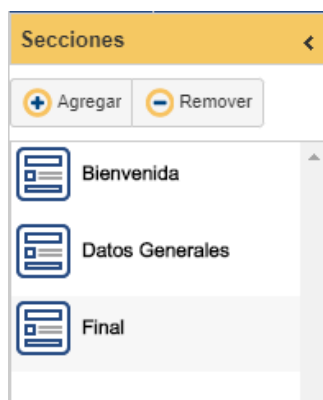 Secciones
Agregar Remover
Bienvenida
Datos Generales
Final